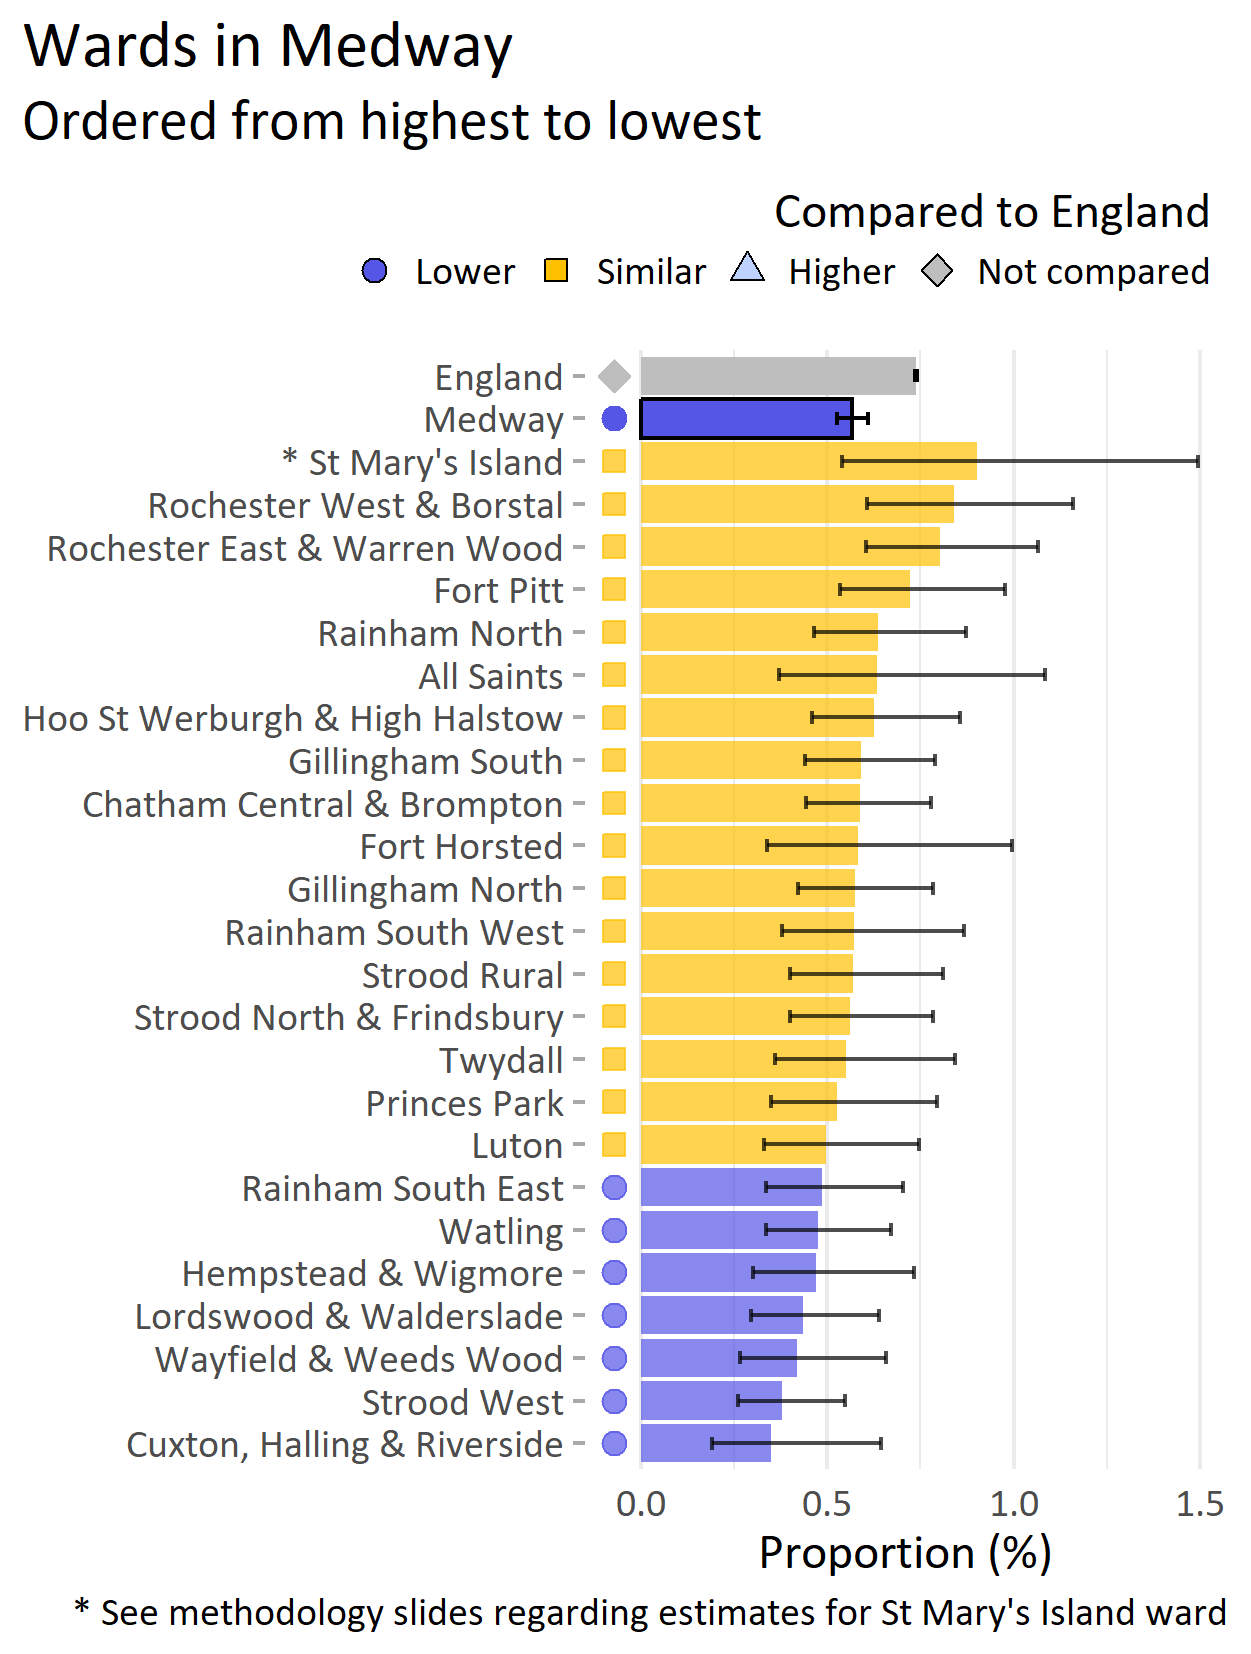 Wards in Medway
Ordered from highest to lowest
Compared to England
Lower Similar Higher Not compared
England
Medway
* St Mary's Island
Rochester West & Borstal
Rochester East & Warren Wood
Fort Pitt
Rainham North
All Saints
Hoo St Werburgh & High Halstow
Gillingham South
Chatham Central & Brompton
Fort Horsted
Gillingham North
Rainham South West
Strood Rural
Strood North & Frindsbury
Twydall
Princes Park
Luton
Rainham South East
Watling
Hempstead & Wigmore
Lordswood & Walderslade
Wayfield & Weeds Wood
Strood West
Cuxton, Halling & Riverside
0.0 0.5 1.0 1.5
Proportion (%)
* See methodology slides regarding estimates for St Mary's Island ward